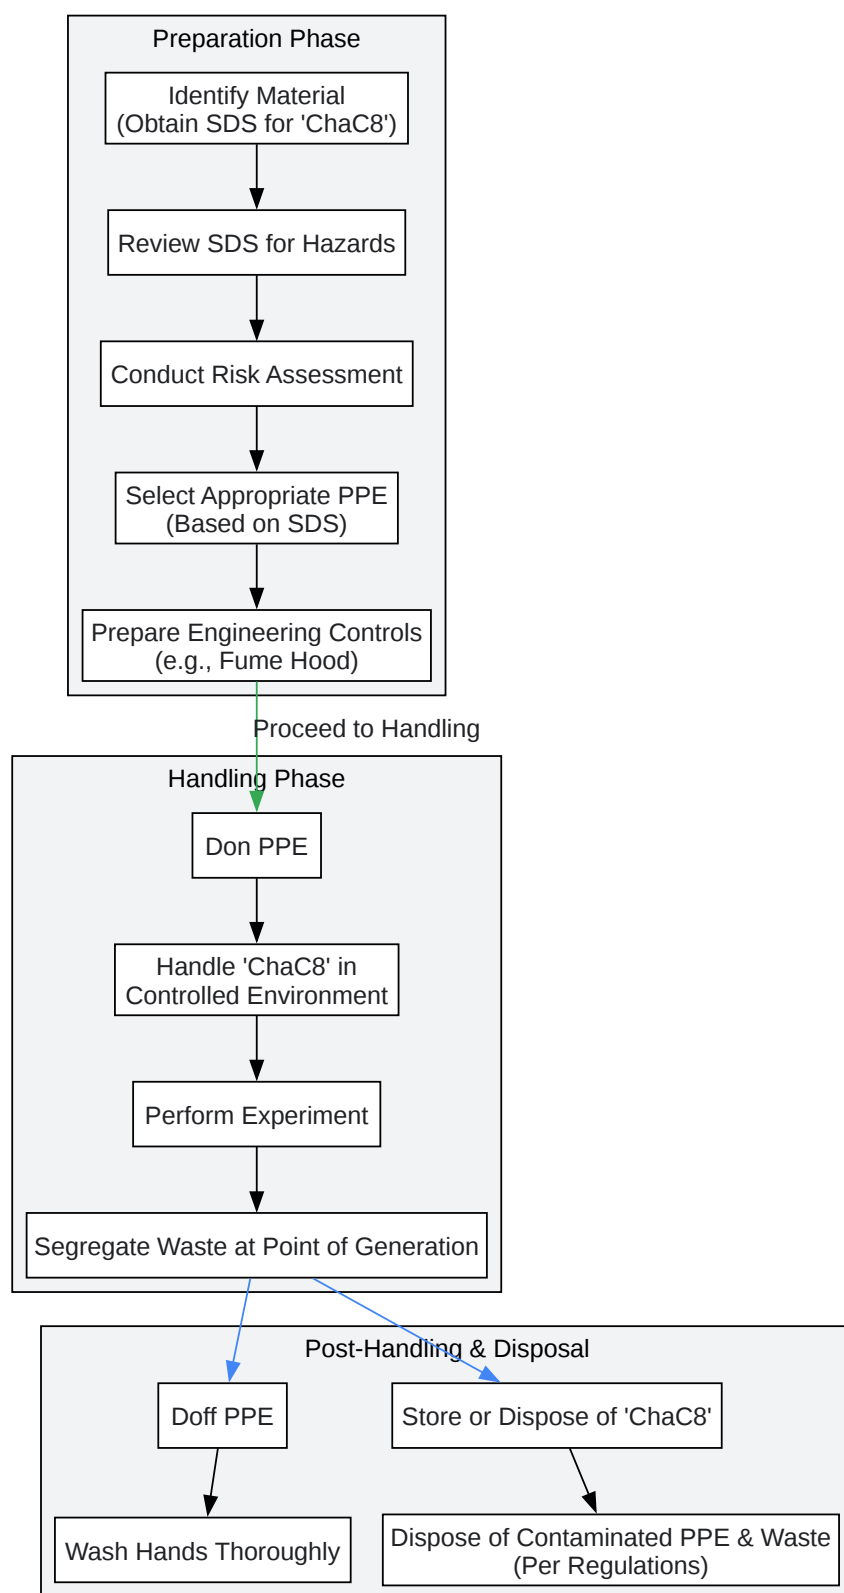 Preparation Phase
Identify Material
(Obtain SDS for 'ChaC8')
Review SDS for Hazards
Conduct Risk Assessment
Select Appropriate PPE
(Based on SDS)
Prepare Engineering Controls
(e.g., Fume Hood)
Proceed to Handling
Handling Phase
Don PPE
Handle 'ChaC8' in
Controlled Environment
Perform Experiment
Segregate Waste at Point of Generation
Post-Handling & Disposal
Doff PPE
Store or Dispose of 'ChaC8'
Wash Hands Thoroughly
Dispose of Contaminated PPE & Waste
(Per Regulations)